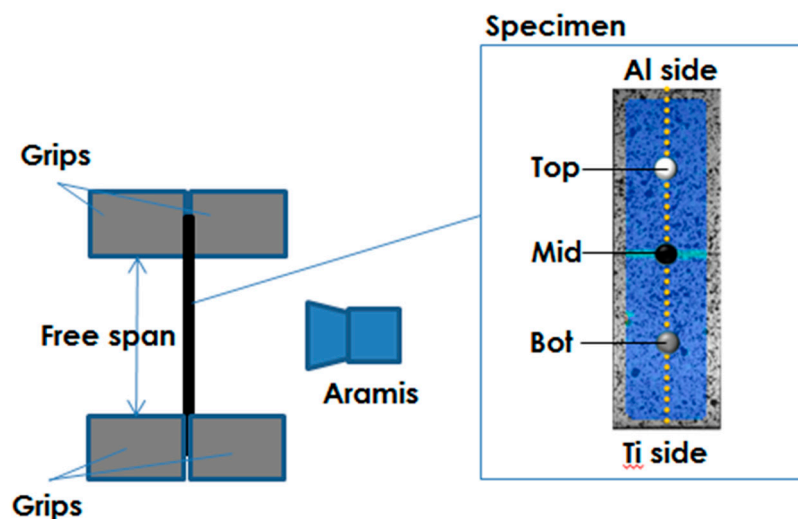 Specimen
Al side
Grips
Top
Mid
Free span
Bot
Aramis
Ti side
Grips